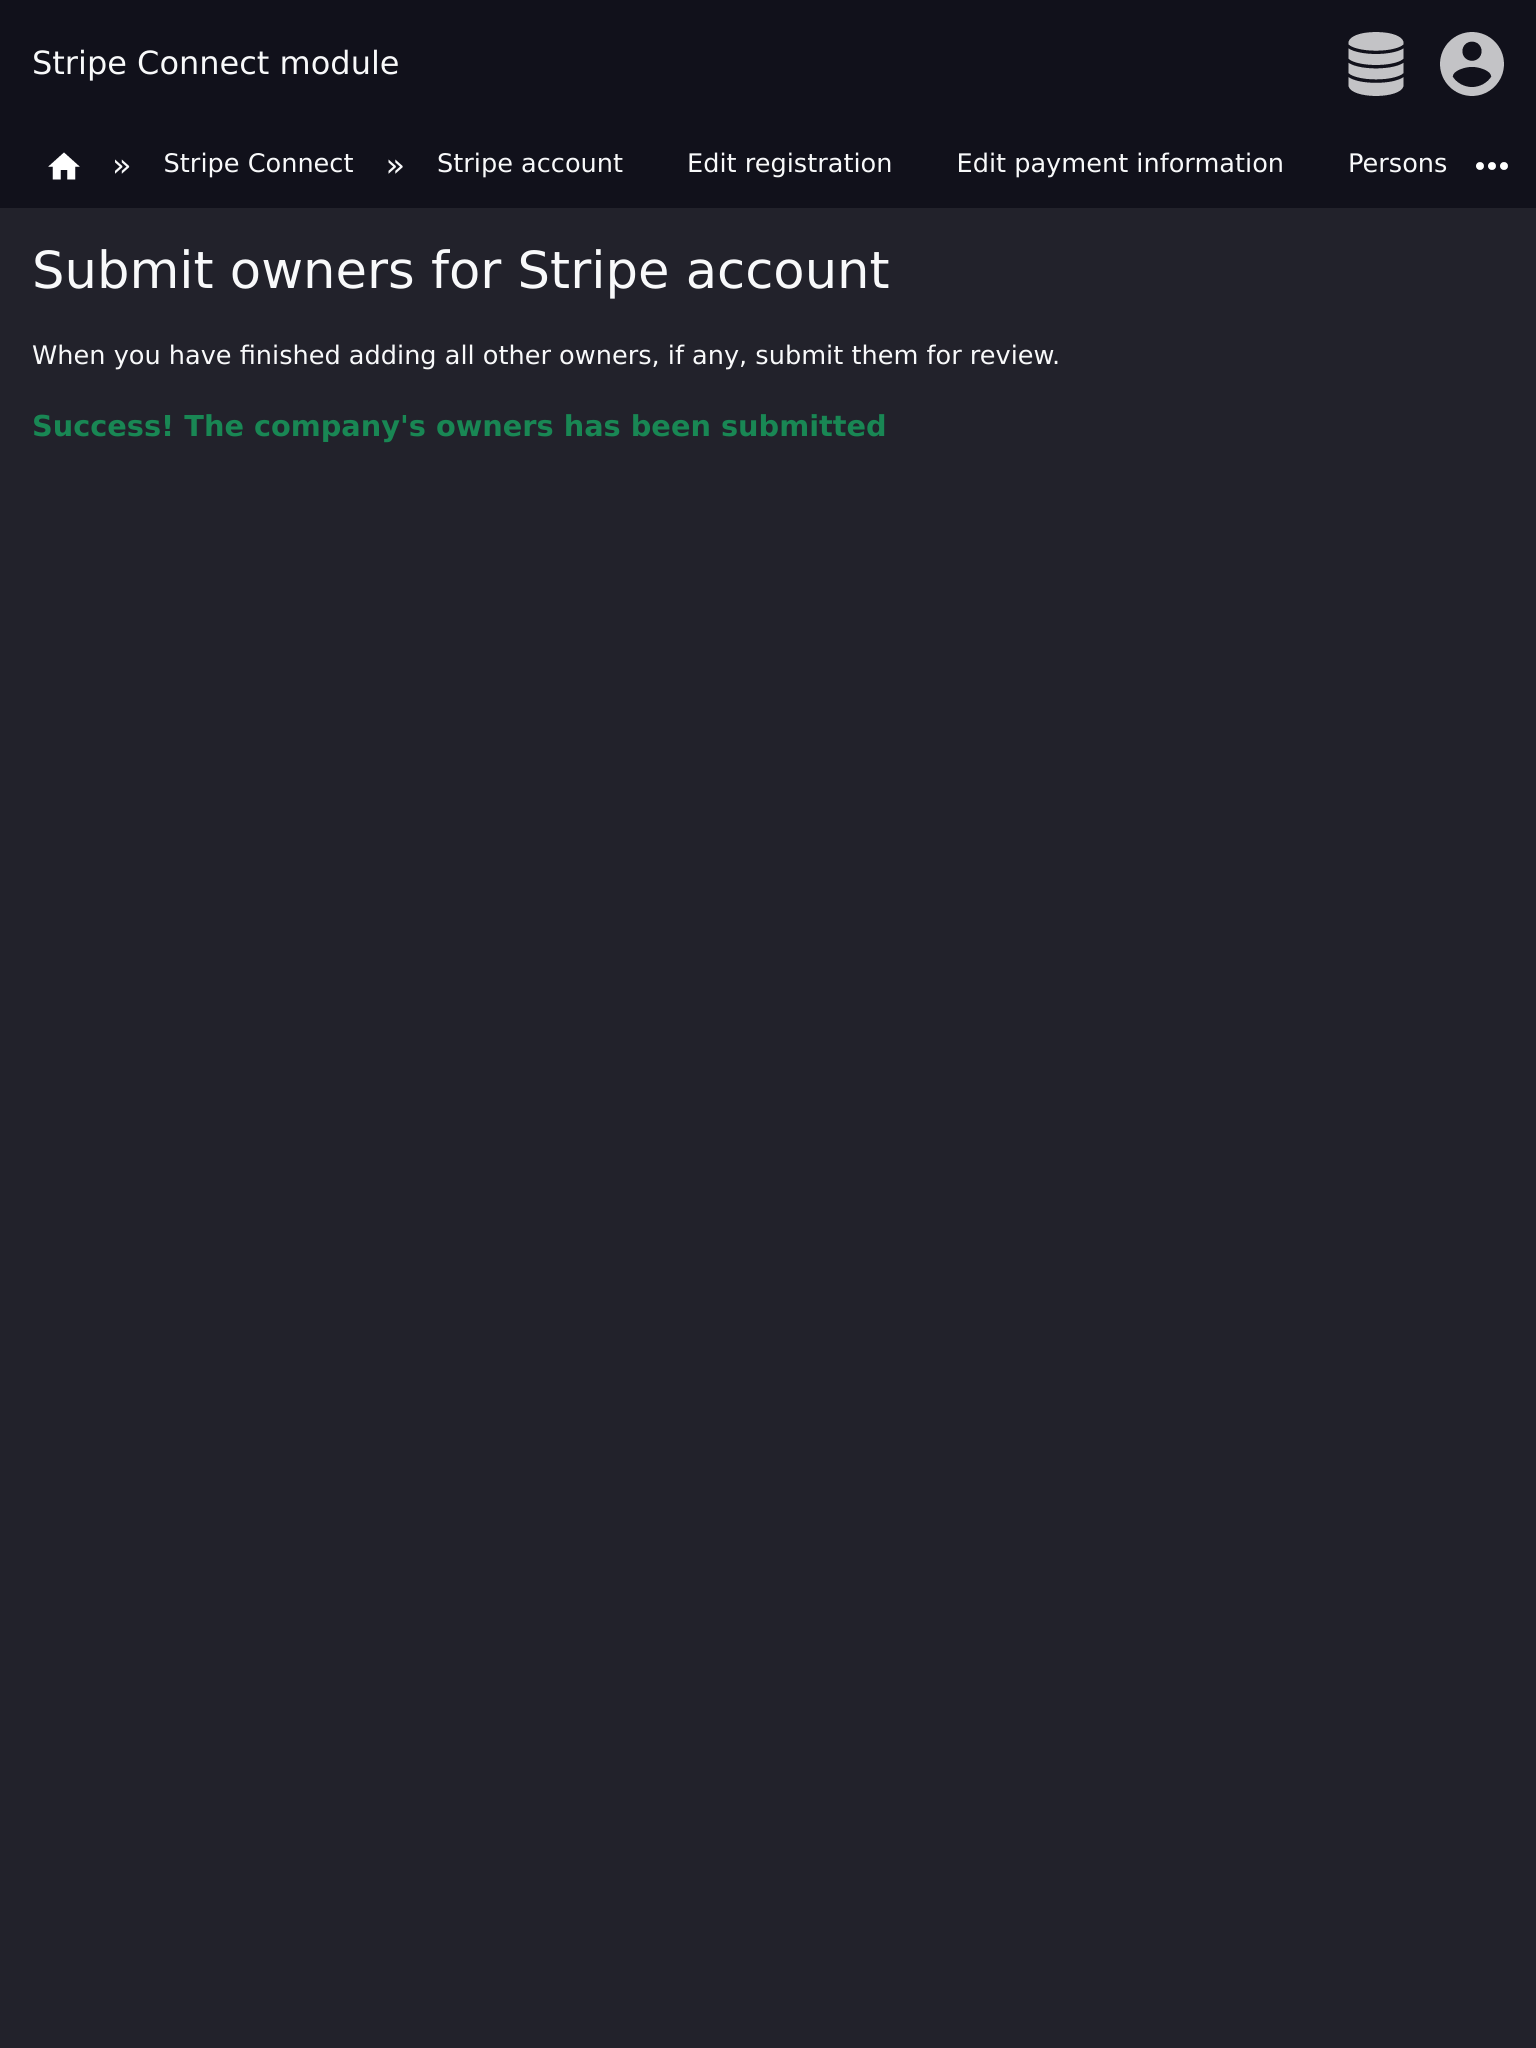 Stripe Connect module
» Stripe Connect » Stripe account Edit registration Edit payment information Persons •••
Submit owners for Stripe account
When you have finished adding all other owners, if any, submit them for review.
Success! The company's owners has been submitted